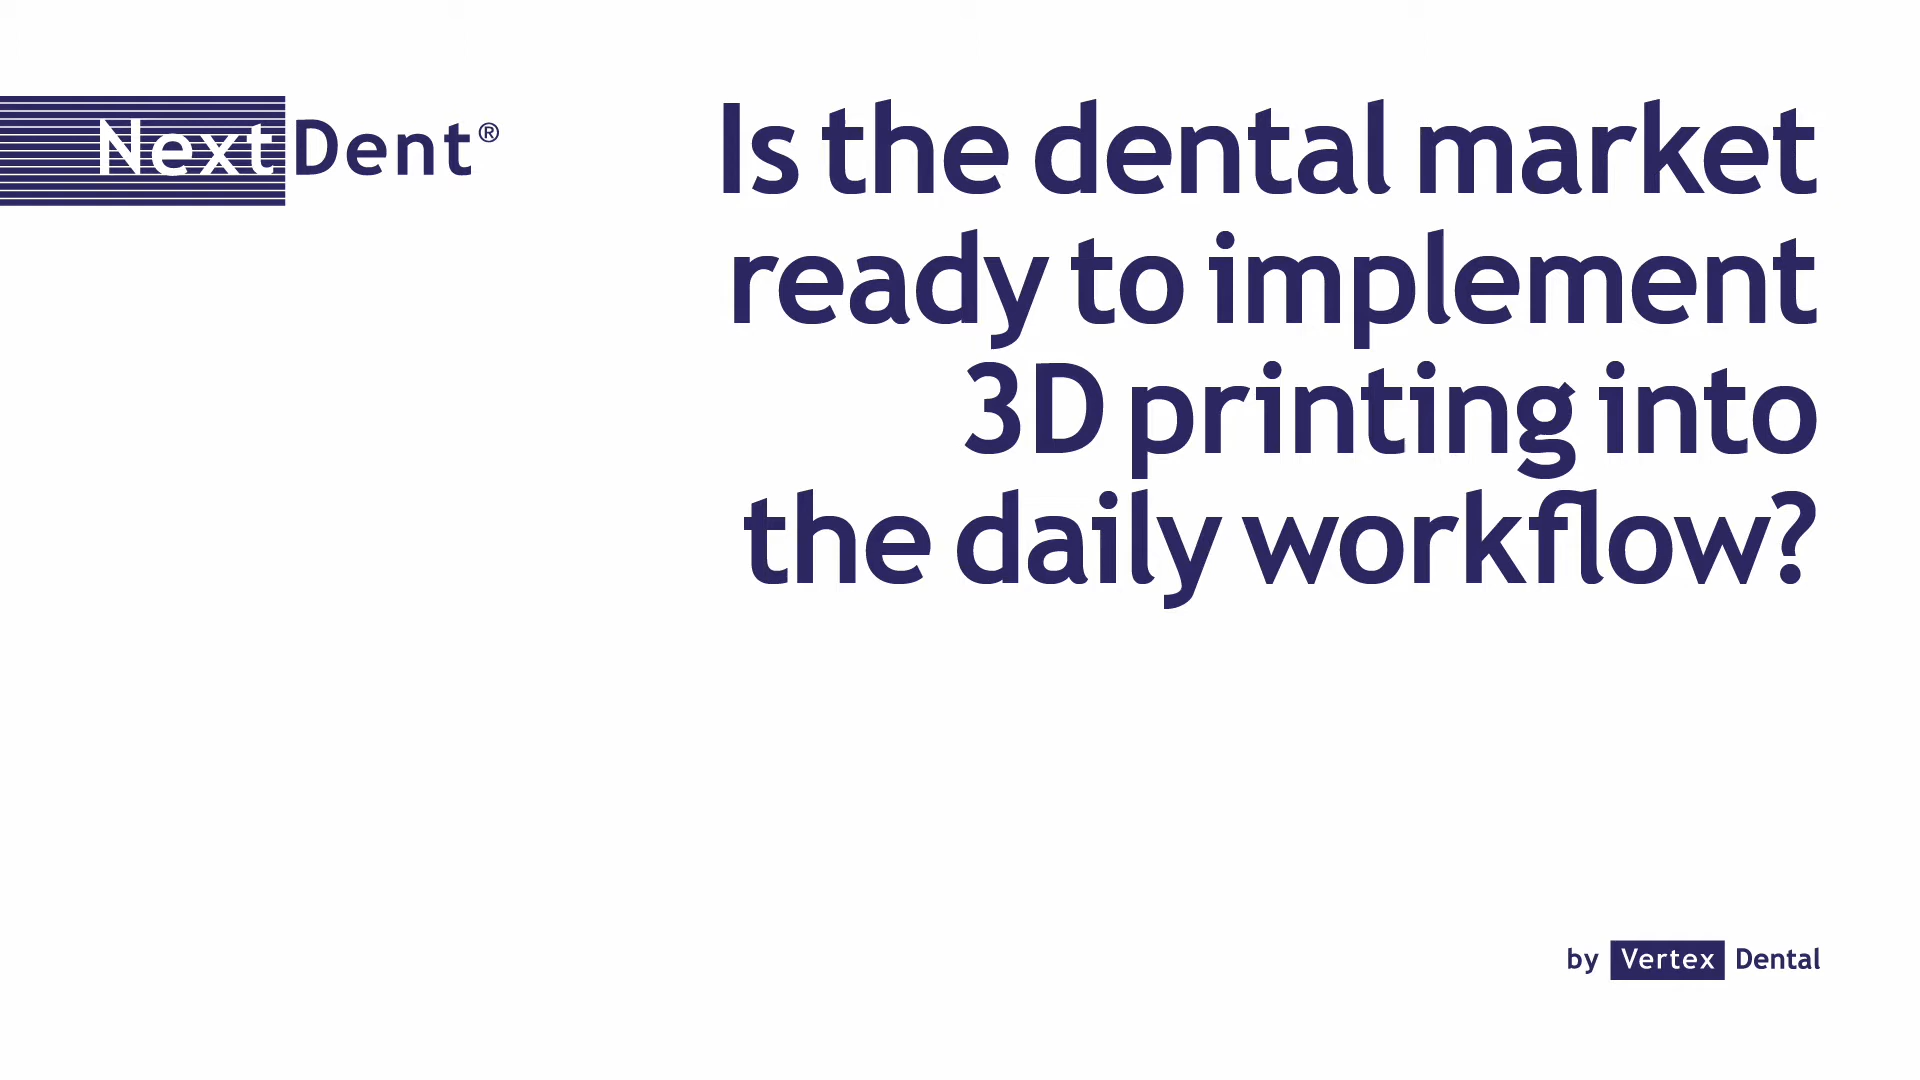 NextDent®
Is the dental market
ready to implement
3D printing into
the daily workflow?
by Vertex Dental